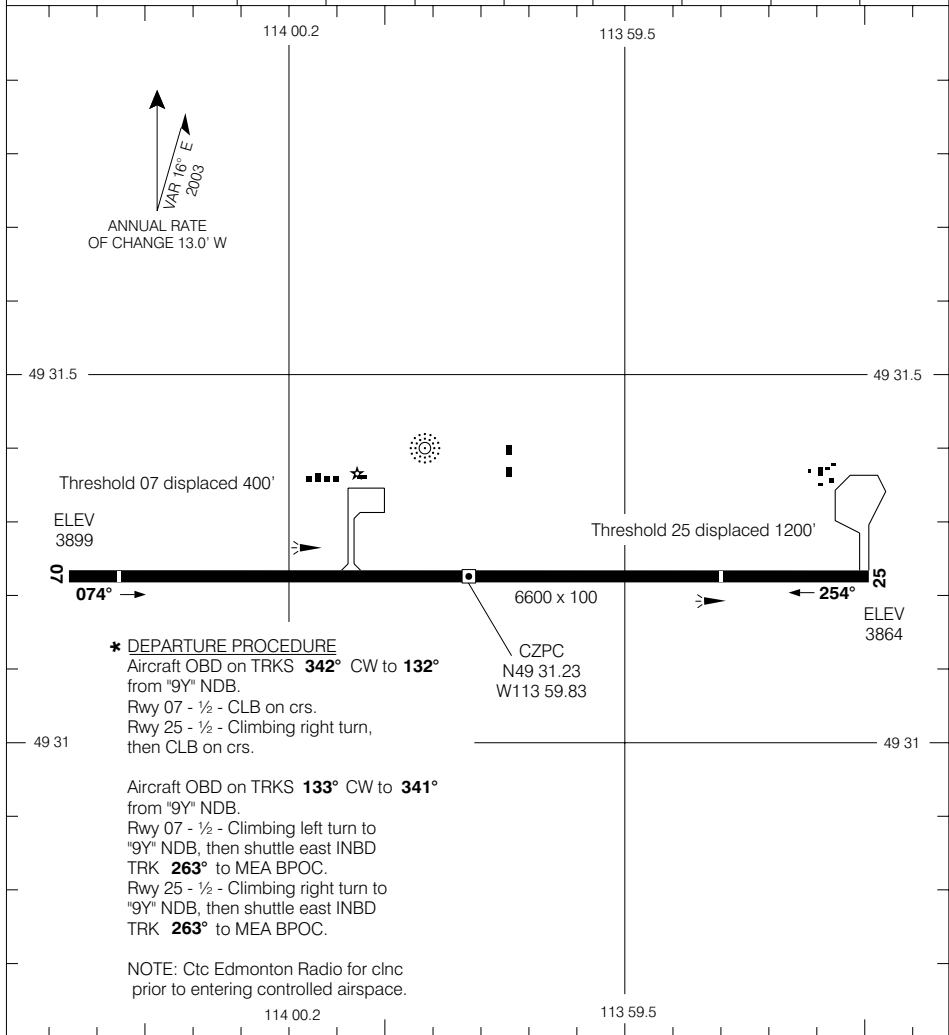 114 00.2
113 59.5
VAR 16° E
2003
ANNUAL RATE
OF CHANGE 13.0' W
49 31.5
49 31.5
Threshold 07 displaced 400'
ELEV
3899
Threshold 25 displaced 1200'
07
25
074°
6600 x 100
254°
ELEV
3864
CZPC
N49 31.23
W113 59.83
* DEPARTURE PROCEDURE
Aircraft OBD on TRKS 342° CW to 132°
from "9Y" NDB.
Rwy 07 - ½ - CLB on crs.
Rwy 25 - ½ - Climbing right turn,
then CLB on crs.
49 31
49 31
Aircraft OBD on TRKS 133° CW to 341°
from "9Y" NDB.
Rwy 07 - ½ - Climbing left turn to
"9Y" NDB, then shuttle east INBD
TRK 263° to MEA BPOC.
Rwy 25 - ½ - Climbing right turn to
"9Y" NDB, then shuttle east INBD
TRK 263° to MEA BPOC.
NOTE: Ctc Edmonton Radio for clnc
prior to entering controlled airspace.
114 00.2
113 59.5